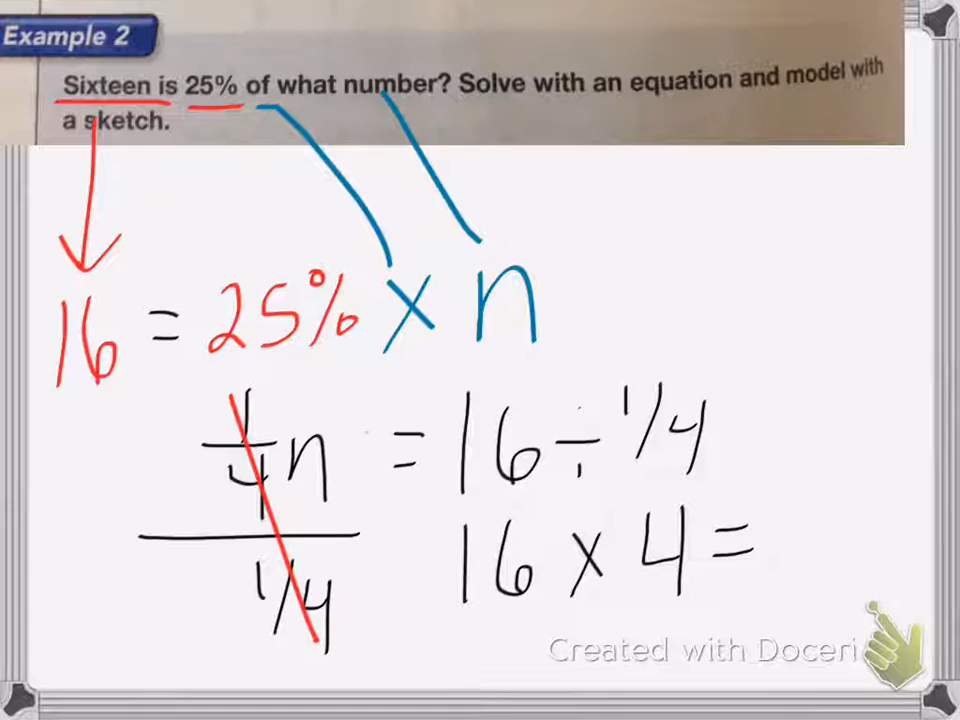 Example 2
Sixteen is 25% of what number? Solve with an equation and model with
a sketch.
16 = 25% × n
1/4 n = 16 ÷ 1/4
1/4
16 × 4 =
Created with Doceri